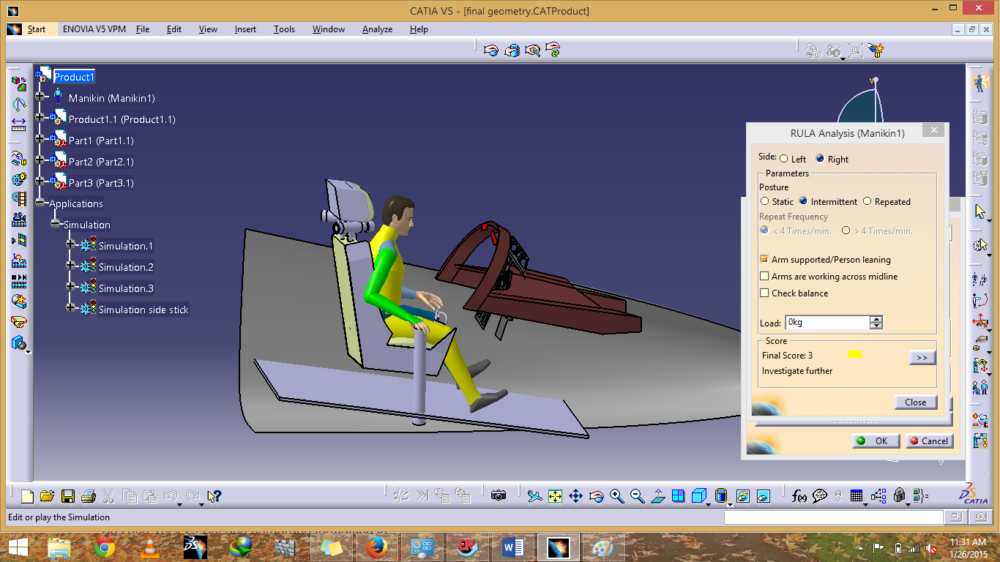 CATIA V5 - [final geometry.CATProduct]
Start ENOVIA V5 VPM File Edit View Insert Tools Window Analyze Help
Product1
Manikin (Manikin1)
Product1.1 (Product1.1)
Part1 (Part1.1)
Part2 (Part2.1)
Part3 (Part3.1)
Applications
Simulation
Simulation.1
Simulation.2
Simulation.3
Simulation side stick
RULA Analysis (Manikin1)
Side: Left Right
Parameters
Posture
Static Intermittent Repeated
Repeat Frequency
< 4 Times/min. > 4 Times/min.
Arm supported/Person leaning
Arms are working across midline
Check balance
Load: 0kg
Score
Final Score: 3 >>
Investigate further
Close
OK Cancel
f(x)
CATIA
Edit or play the Simulation
EN
11:31 AM
1/26/2015